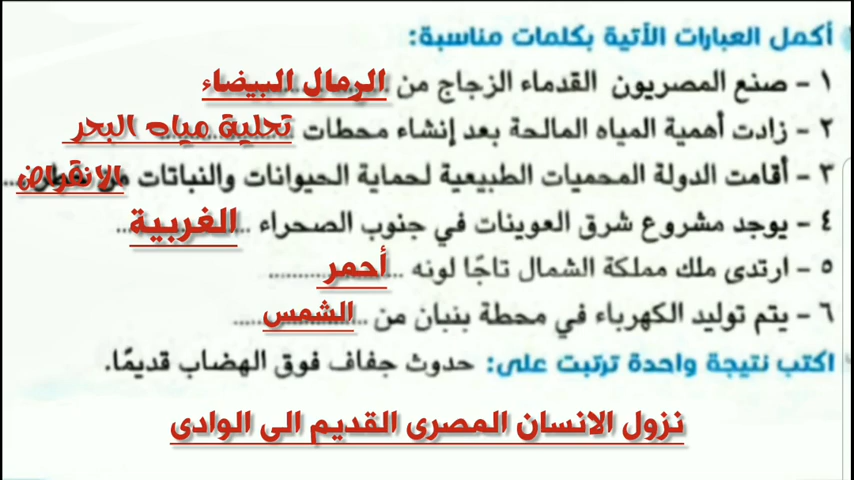 أكمل العبارات الآتية بكلمات مناسبة:
١ - صنع المصريون القدماء الزجاج من الرمال البيضاء
٢ - زادت أهمية المياه المالحة بعد إنشاء محطات تحلية مياه البحر
٣ - أقامت الدولة المحميات الطبيعية لحماية الحيوانات والنباتات من خطر الانقراض
٤ - يوجد مشروع شرق العوينات في جنوب الصحراء الغربية
٥ - ارتدى ملك مملكة الشمال تاجًا لونه أحمر
٦ - يتم توليد الكهرباء في محطة بنبان من الشمس
اكتب نتيجة واحدة ترتبت على: حدوث جفاف فوق الهضاب قديمًا.
نزول الانسان المصرى القديم الى الوادى